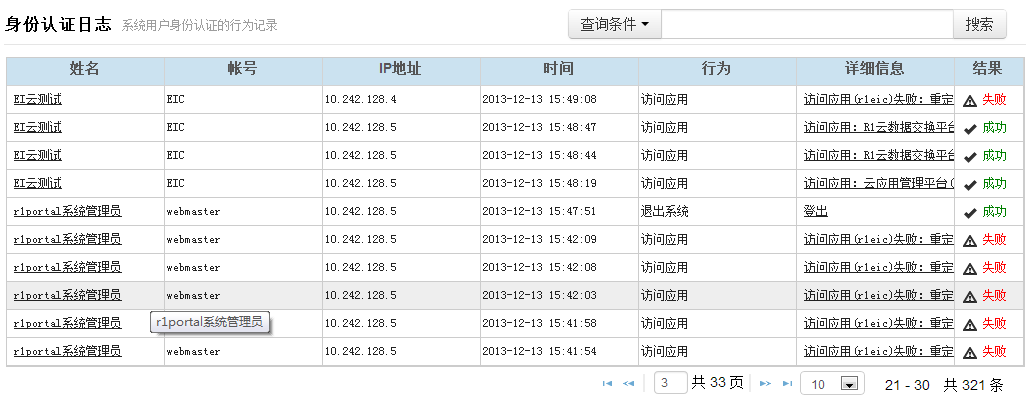 身份认证日志 系统用户身份认证的行为记录 查询条件 搜索
姓名 帐号 IP地址 时间 行为 详细信息 结果
EI云测试 EIC 10.242.128.4 2013-12-13 15:49:08 访问应用 访问应用(r1eic)失败：重定 失败
EI云测试 EIC 10.242.128.5 2013-12-13 15:48:47 访问应用 访问应用：R1云数据交换平台 成功
EI云测试 EIC 10.242.128.5 2013-12-13 15:48:44 访问应用 访问应用：R1云数据交换平台 成功
EI云测试 EIC 10.242.128.5 2013-12-13 15:48:19 访问应用 访问应用：云应用管理平台( 成功
r1portal系统管理员 webmaster 10.242.128.5 2013-12-13 15:47:51 退出系统 登出 成功
r1portal系统管理员 webmaster 10.242.128.5 2013-12-13 15:42:09 访问应用 访问应用(r1eic)失败：重定 失败
r1portal系统管理员 webmaster 10.242.128.5 2013-12-13 15:42:08 访问应用 访问应用(r1eic)失败：重定 失败
r1portal系统管理员 webmaster 10.242.128.5 2013-12-13 15:42:03 访问应用 访问应用(r1eic)失败：重定 失败
r1portal系统管理员 r1portal系统管理员 10.242.128.5 2013-12-13 15:41:58 访问应用 访问应用(r1eic)失败：重定 失败
r1portal系统管理员 webmaster 10.242.128.5 2013-12-13 15:41:54 访问应用 访问应用(r1eic)失败：重定 失败
3 共 33 页 10 21 - 30 共 321 条